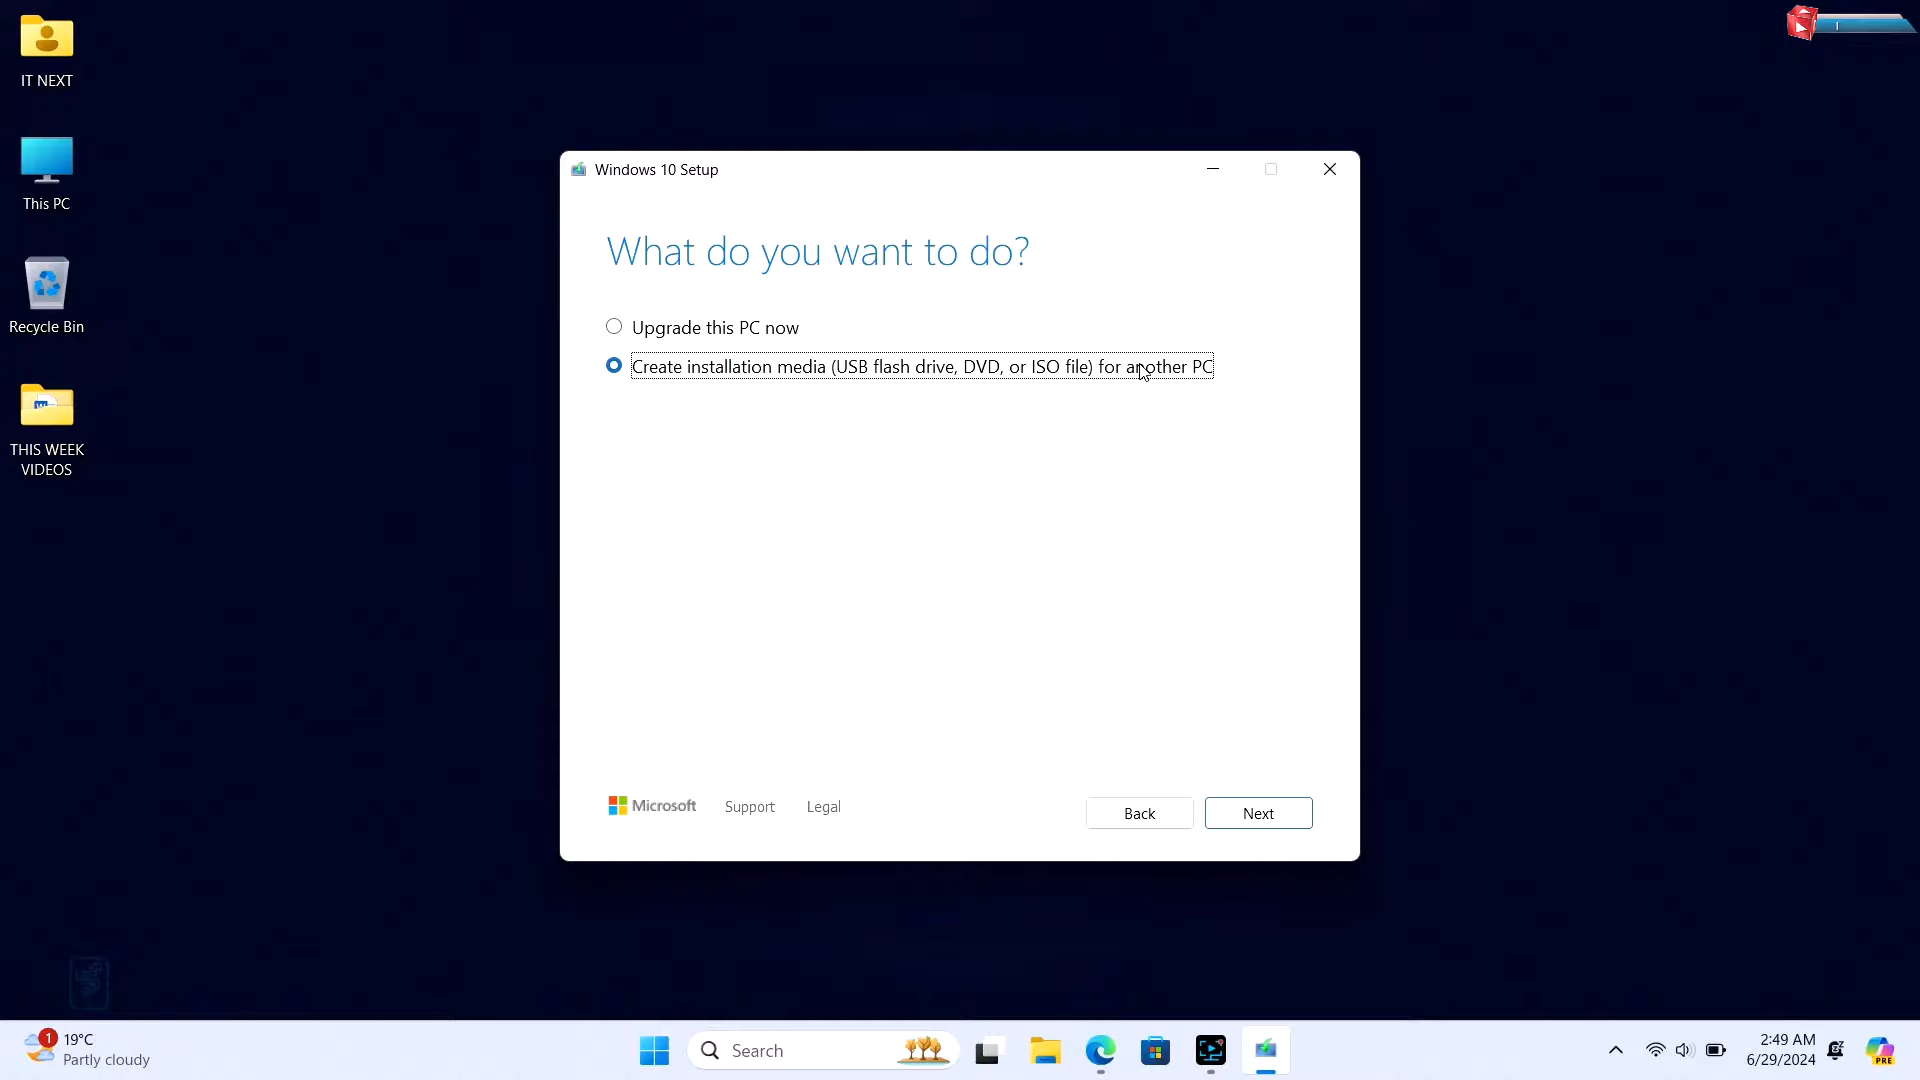 IT NEXT
This PC
Recycle Bin
THIS WEEK
VIDEOS
Windows 10 Setup
What do you want to do?
Upgrade this PC now
Create installation media (USB flash drive, DVD, or ISO file) for another PC
Microsoft
Support
Legal
Back
Next
1
19°C
Partly cloudy
Search
2:49 AM
6/29/2024
PRE